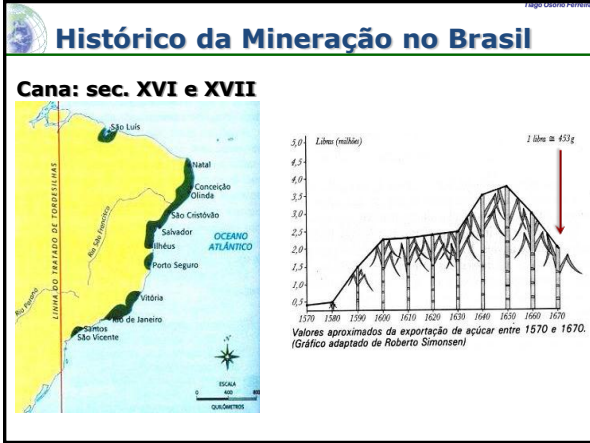 Tiago Osorio Ferreira
Histórico da Mineração no Brasil
Cana: sec. XVI e XVII
São Luis
Natal
Conceição
Olinda
São Cristóvão
Salvador
Ilhéus
Porto Seguro
Vitória
Rio de Janeiro
Santos
São Vicente
OCEANO
ATLÂNTICO
LINHA DO TRATADO DE TORDESILHAS
Rio São Francisco
Rio Paraná
ESCALA
0 400 800
QUILÔMETROS
Libras (milhões)
1 libra ≅ 453 g
5,0
4,5
4,0
3,5
3,0
2,5
2,0
1,5
1,0
0,5
1570 1580 1590 1600 1610 1620 1630 1640 1650 1660 1670
Valores aproximados da exportação de açúcar entre 1570 e 1670.
(Gráfico adaptado de Roberto Simonsen)